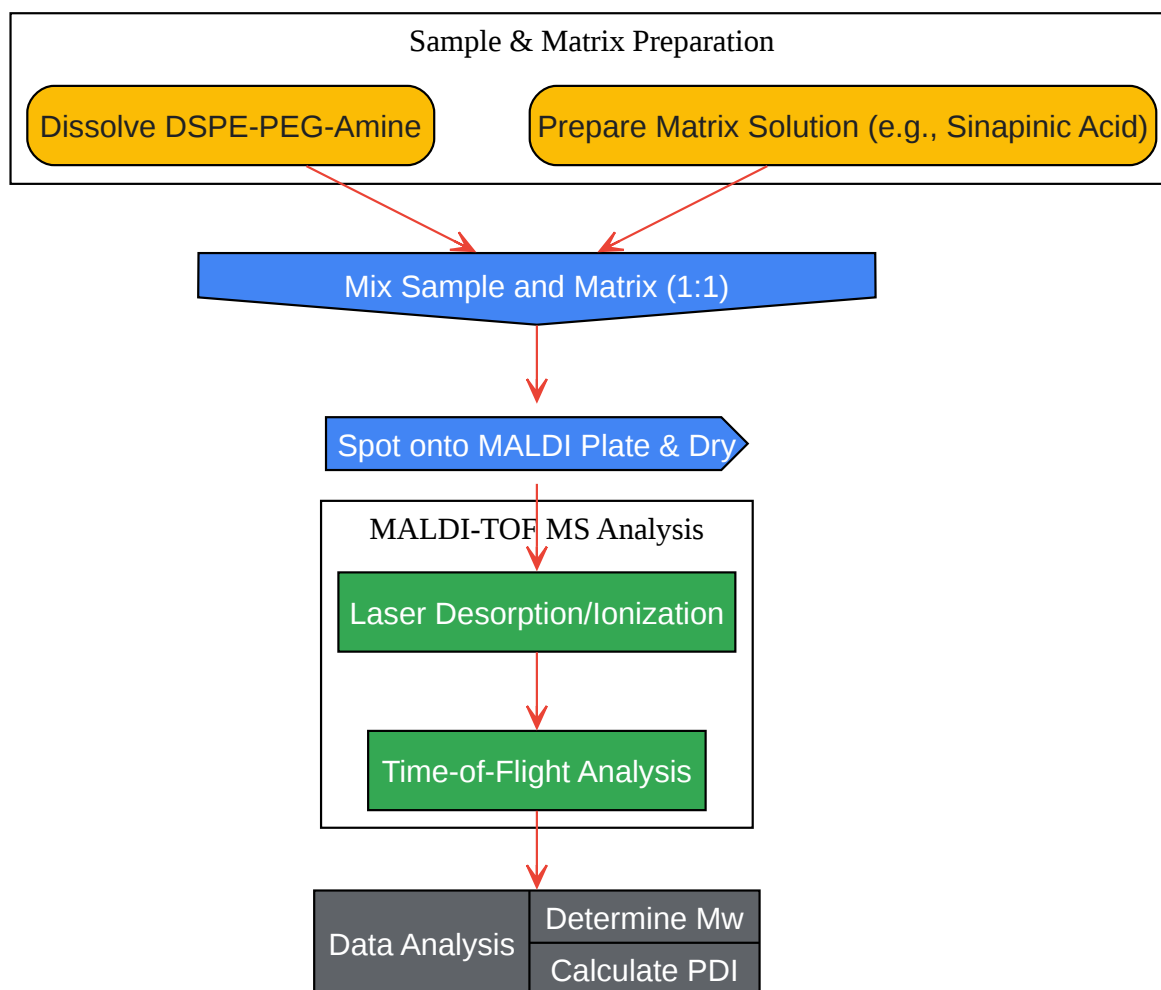 Sample & Matrix Preparation
Dissolve DSPE-PEG-Amine
Prepare Matrix Solution (e.g., Sinapinic Acid)
Mix Sample and Matrix (1:1)
Spot onto MALDI Plate & Dry
MALDI-TOF MS Analysis
Laser Desorption/Ionization
Time-of-Flight Analysis
Data Analysis
Determine Mw
Calculate PDI